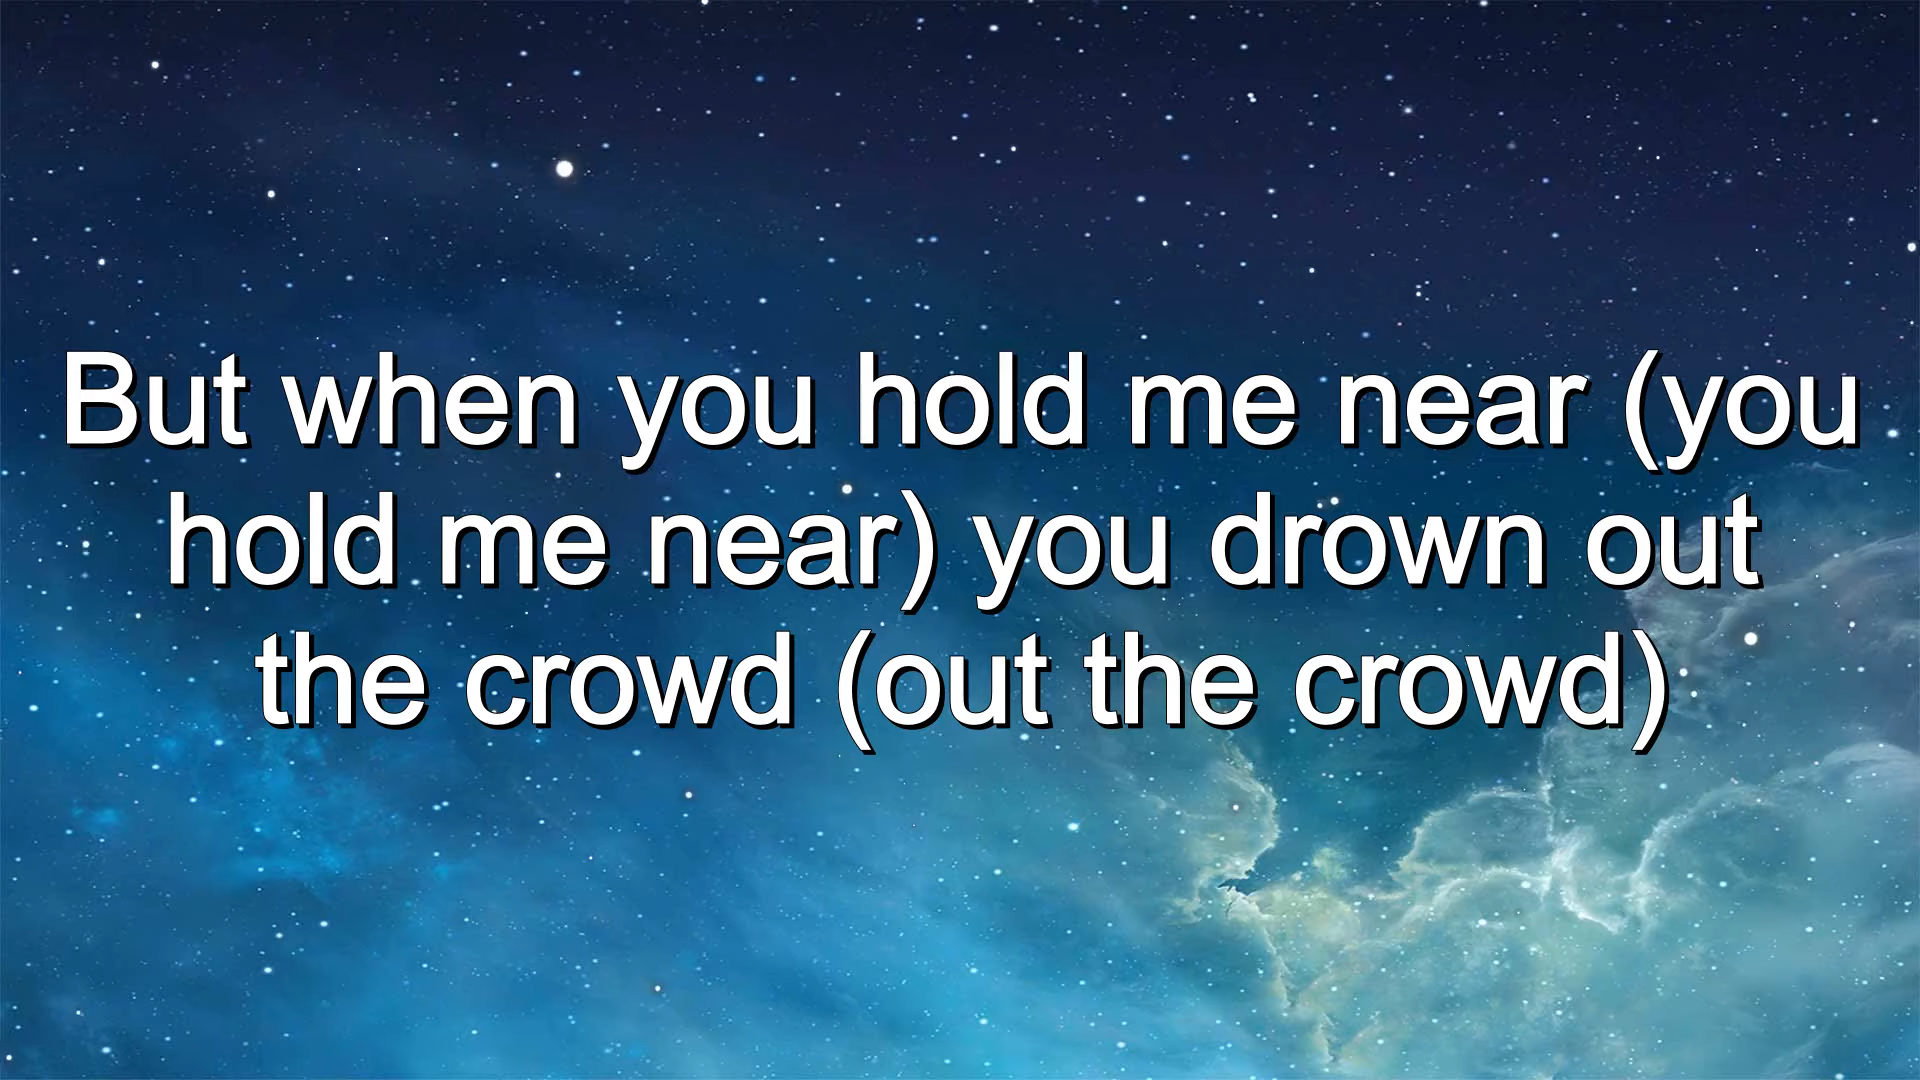 But when you hold me near (you
hold me near) you drown out
the crowd (out the crowd)